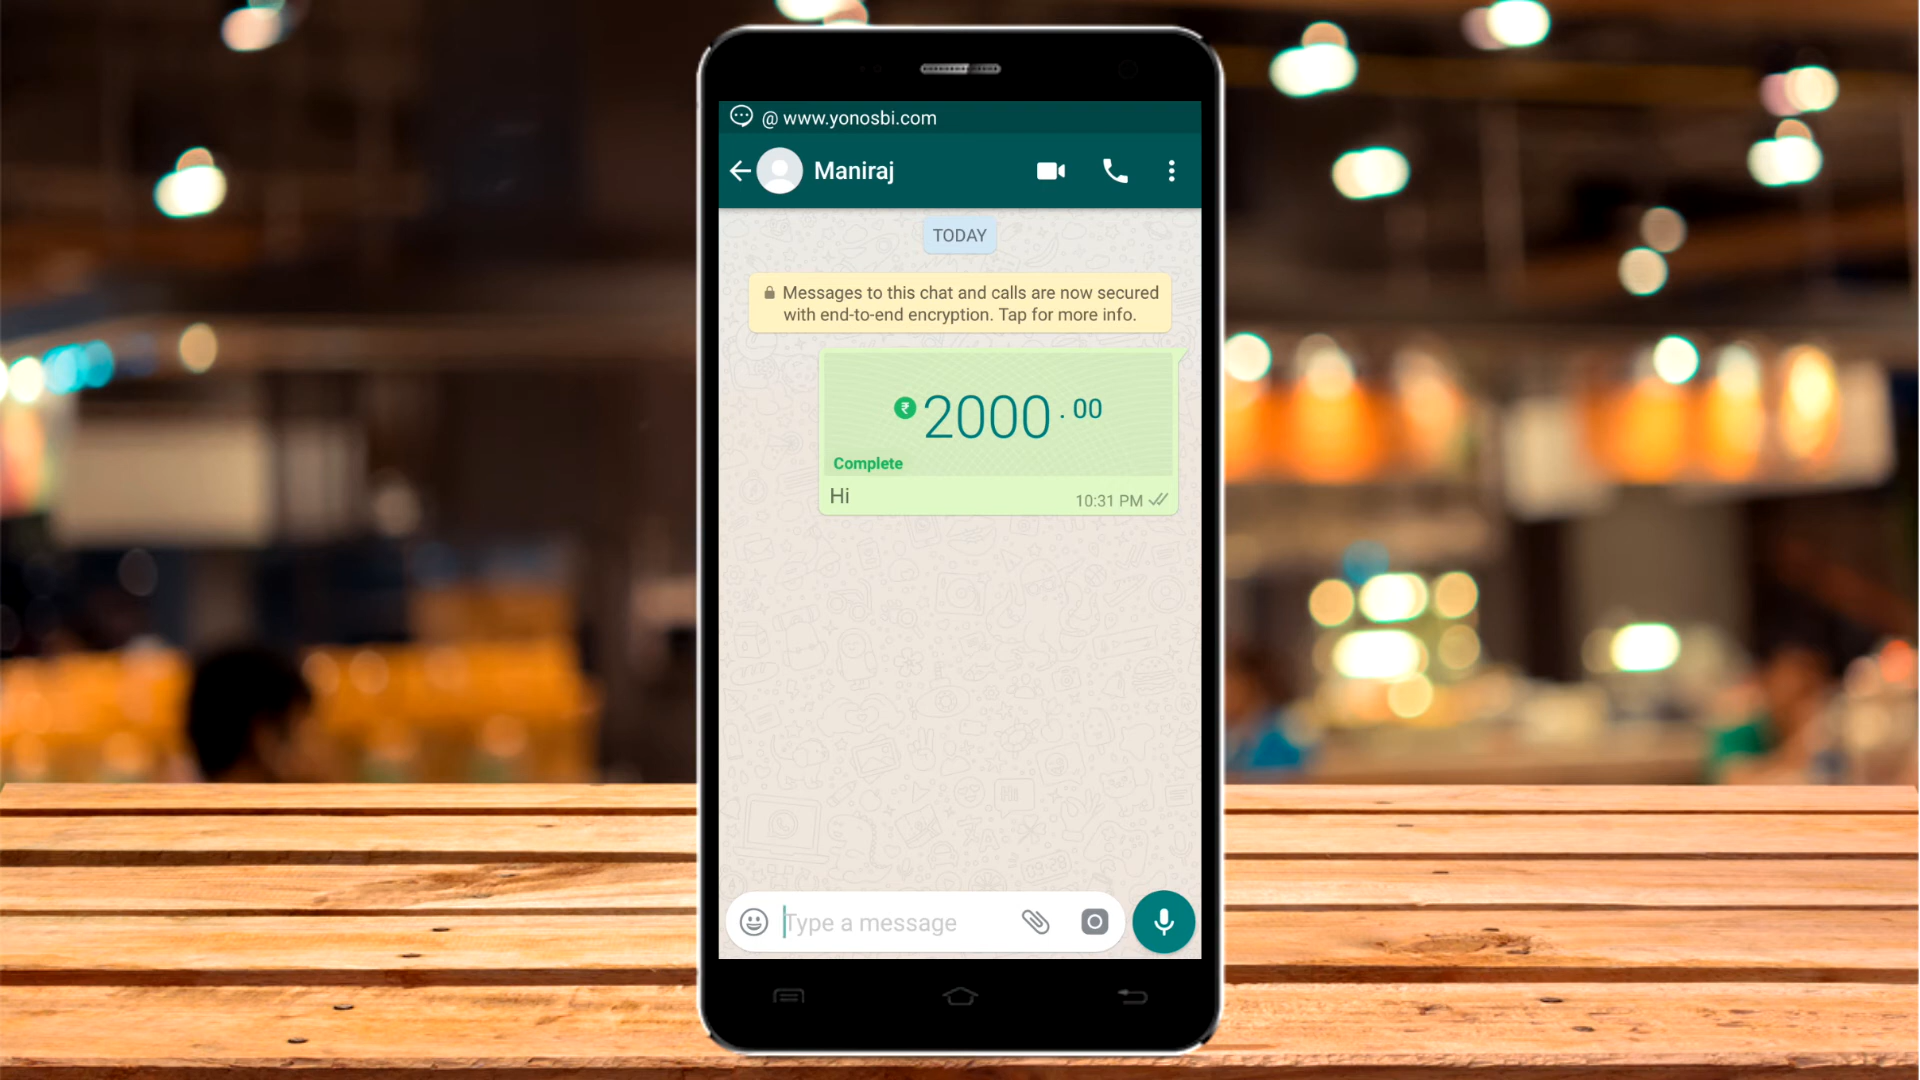 @ www.yonosbi.com
Maniraj
TODAY
Messages to this chat and calls are now secured
with end-to-end encryption. Tap for more info.
₹ 2000.00
Complete
Hi
10:31 PM
Type a message